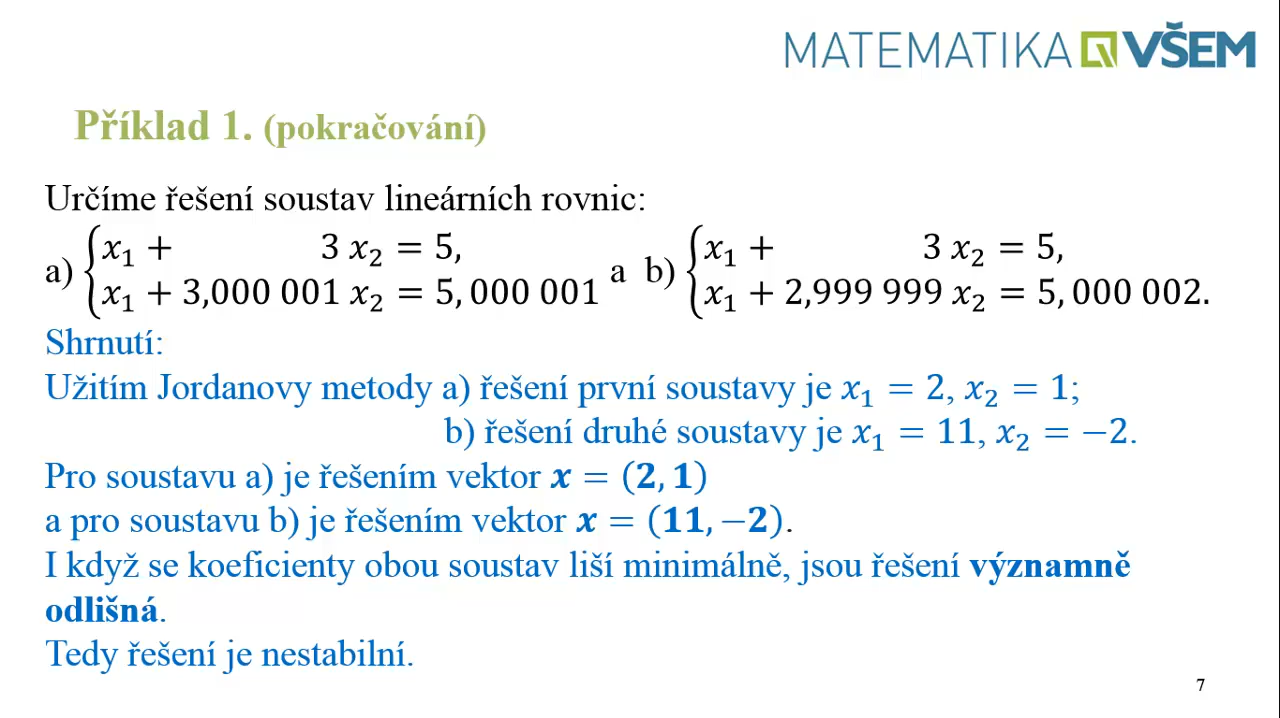 MATEMATIKA VŠEM
Příklad 1. (pokračování)
Určíme řešení soustav lineárních rovnic:
a) { x₁ + 3 x₂ = 5, a b) { x₁ + 3 x₂ = 5,
x₁ + 3,000 001 x₂ = 5, 000 001 x₁ + 2,999 999 x₂ = 5, 000 002.
Shrnutí:
Užitím Jordanovy metody a) řešení první soustavy je x₁ = 2, x₂ = 1;
b) řešení druhé soustavy je x₁ = 11, x₂ = −2.
Pro soustavu a) je řešením vektor x = (2, 1)
a pro soustavu b) je řešením vektor x = (11, −2).
I když se koeficienty obou soustav liší minimálně, jsou řešení významně
odlišná.
Tedy řešení je nestabilní.
7